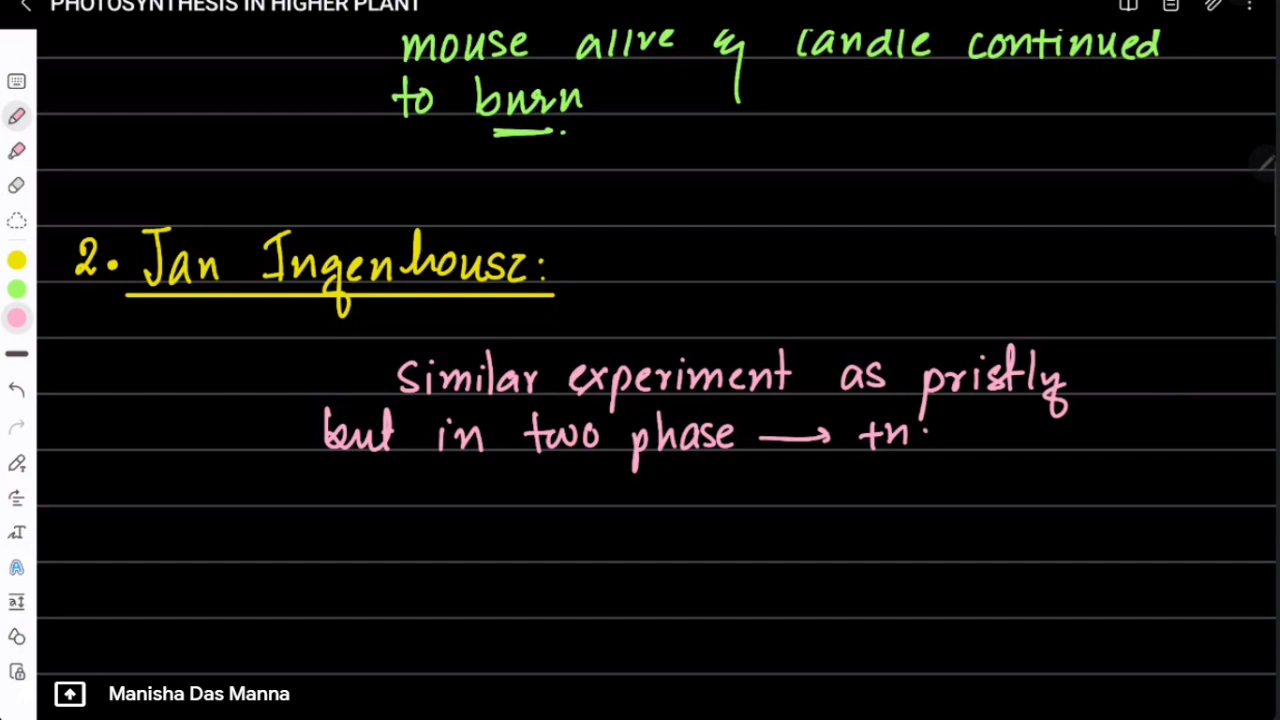 PHOTOSYNTHESIS IN HIGHER PLANT
mouse alive & candle continued
to burn.
2. Jan Ingenhousz:
similar experiment as pristly
but in two phase → in
Manisha Das Manna